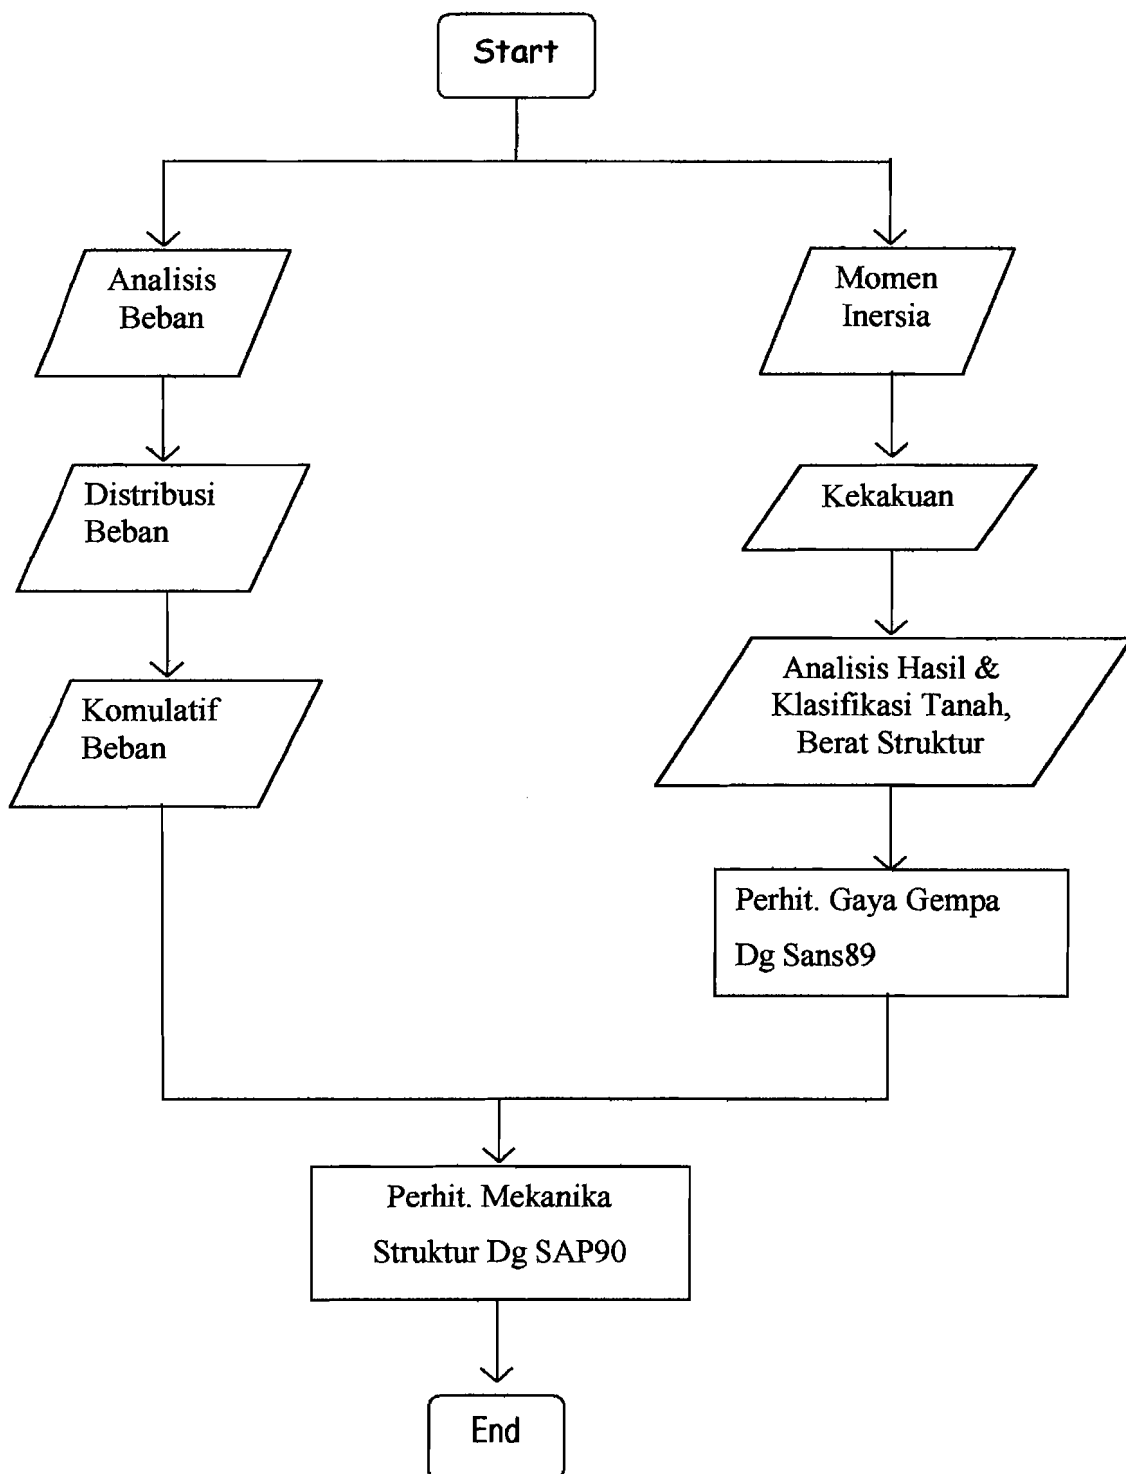 Start
Analisis
Beban
Distribusi
Beban
Komulatif
Beban
Momen
Inersia
Kekakuan
Analisis Hasil &
Klasifikasi Tanah,
Berat Struktur
Perhit. Gaya Gempa
Dg Sans89
Perhit. Mekanika
Struktur Dg SAP90
End